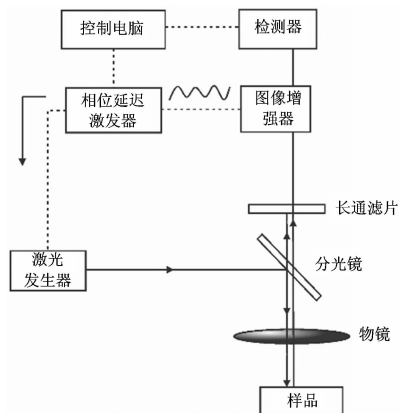 控制电脑
检测器
相位延迟
激发器
图像增
强器
长通滤片
激光
发生器
分光镜
物镜
样品